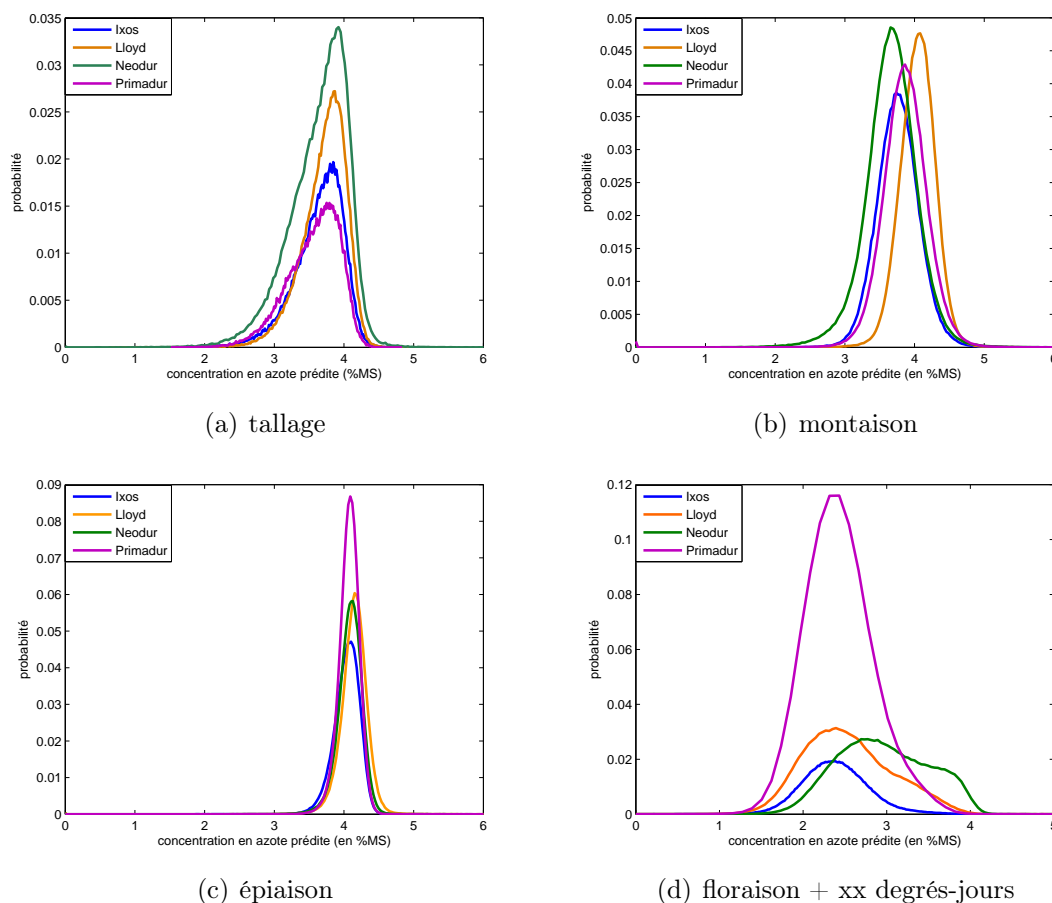 0.035
0.03
0.025
0.02
0.015
0.01
0.005
0
probabilité
Ixos
Lloyd
Neodur
Primadur
0 1 2 3 4 5 6
concentration en azote prédite (%MS)
(a) tallage
0.05
0.045
0.04
0.035
0.03
0.025
0.02
0.015
0.01
0.005
0
probabilité
Ixos
Lloyd
Neodur
Primadur
0 1 2 3 4 5 6
concentration en azote prédite (en %MS)
(b) montaison
0.09
0.08
0.07
0.06
0.05
0.04
0.03
0.02
0.01
0
probabilité
Ixos
Lloyd
Neodur
Primadur
0 1 2 3 4 5 6
concentration en azote prédite (en %MS)
(c) épiaison
0.12
0.1
0.08
0.06
0.04
0.02
0
probabilité
Ixos
Lloyd
Neodur
Primadur
0 1 2 3 4 5
concentration en azote prédite (en %MS)
(d) floraison + xx degrés-jours